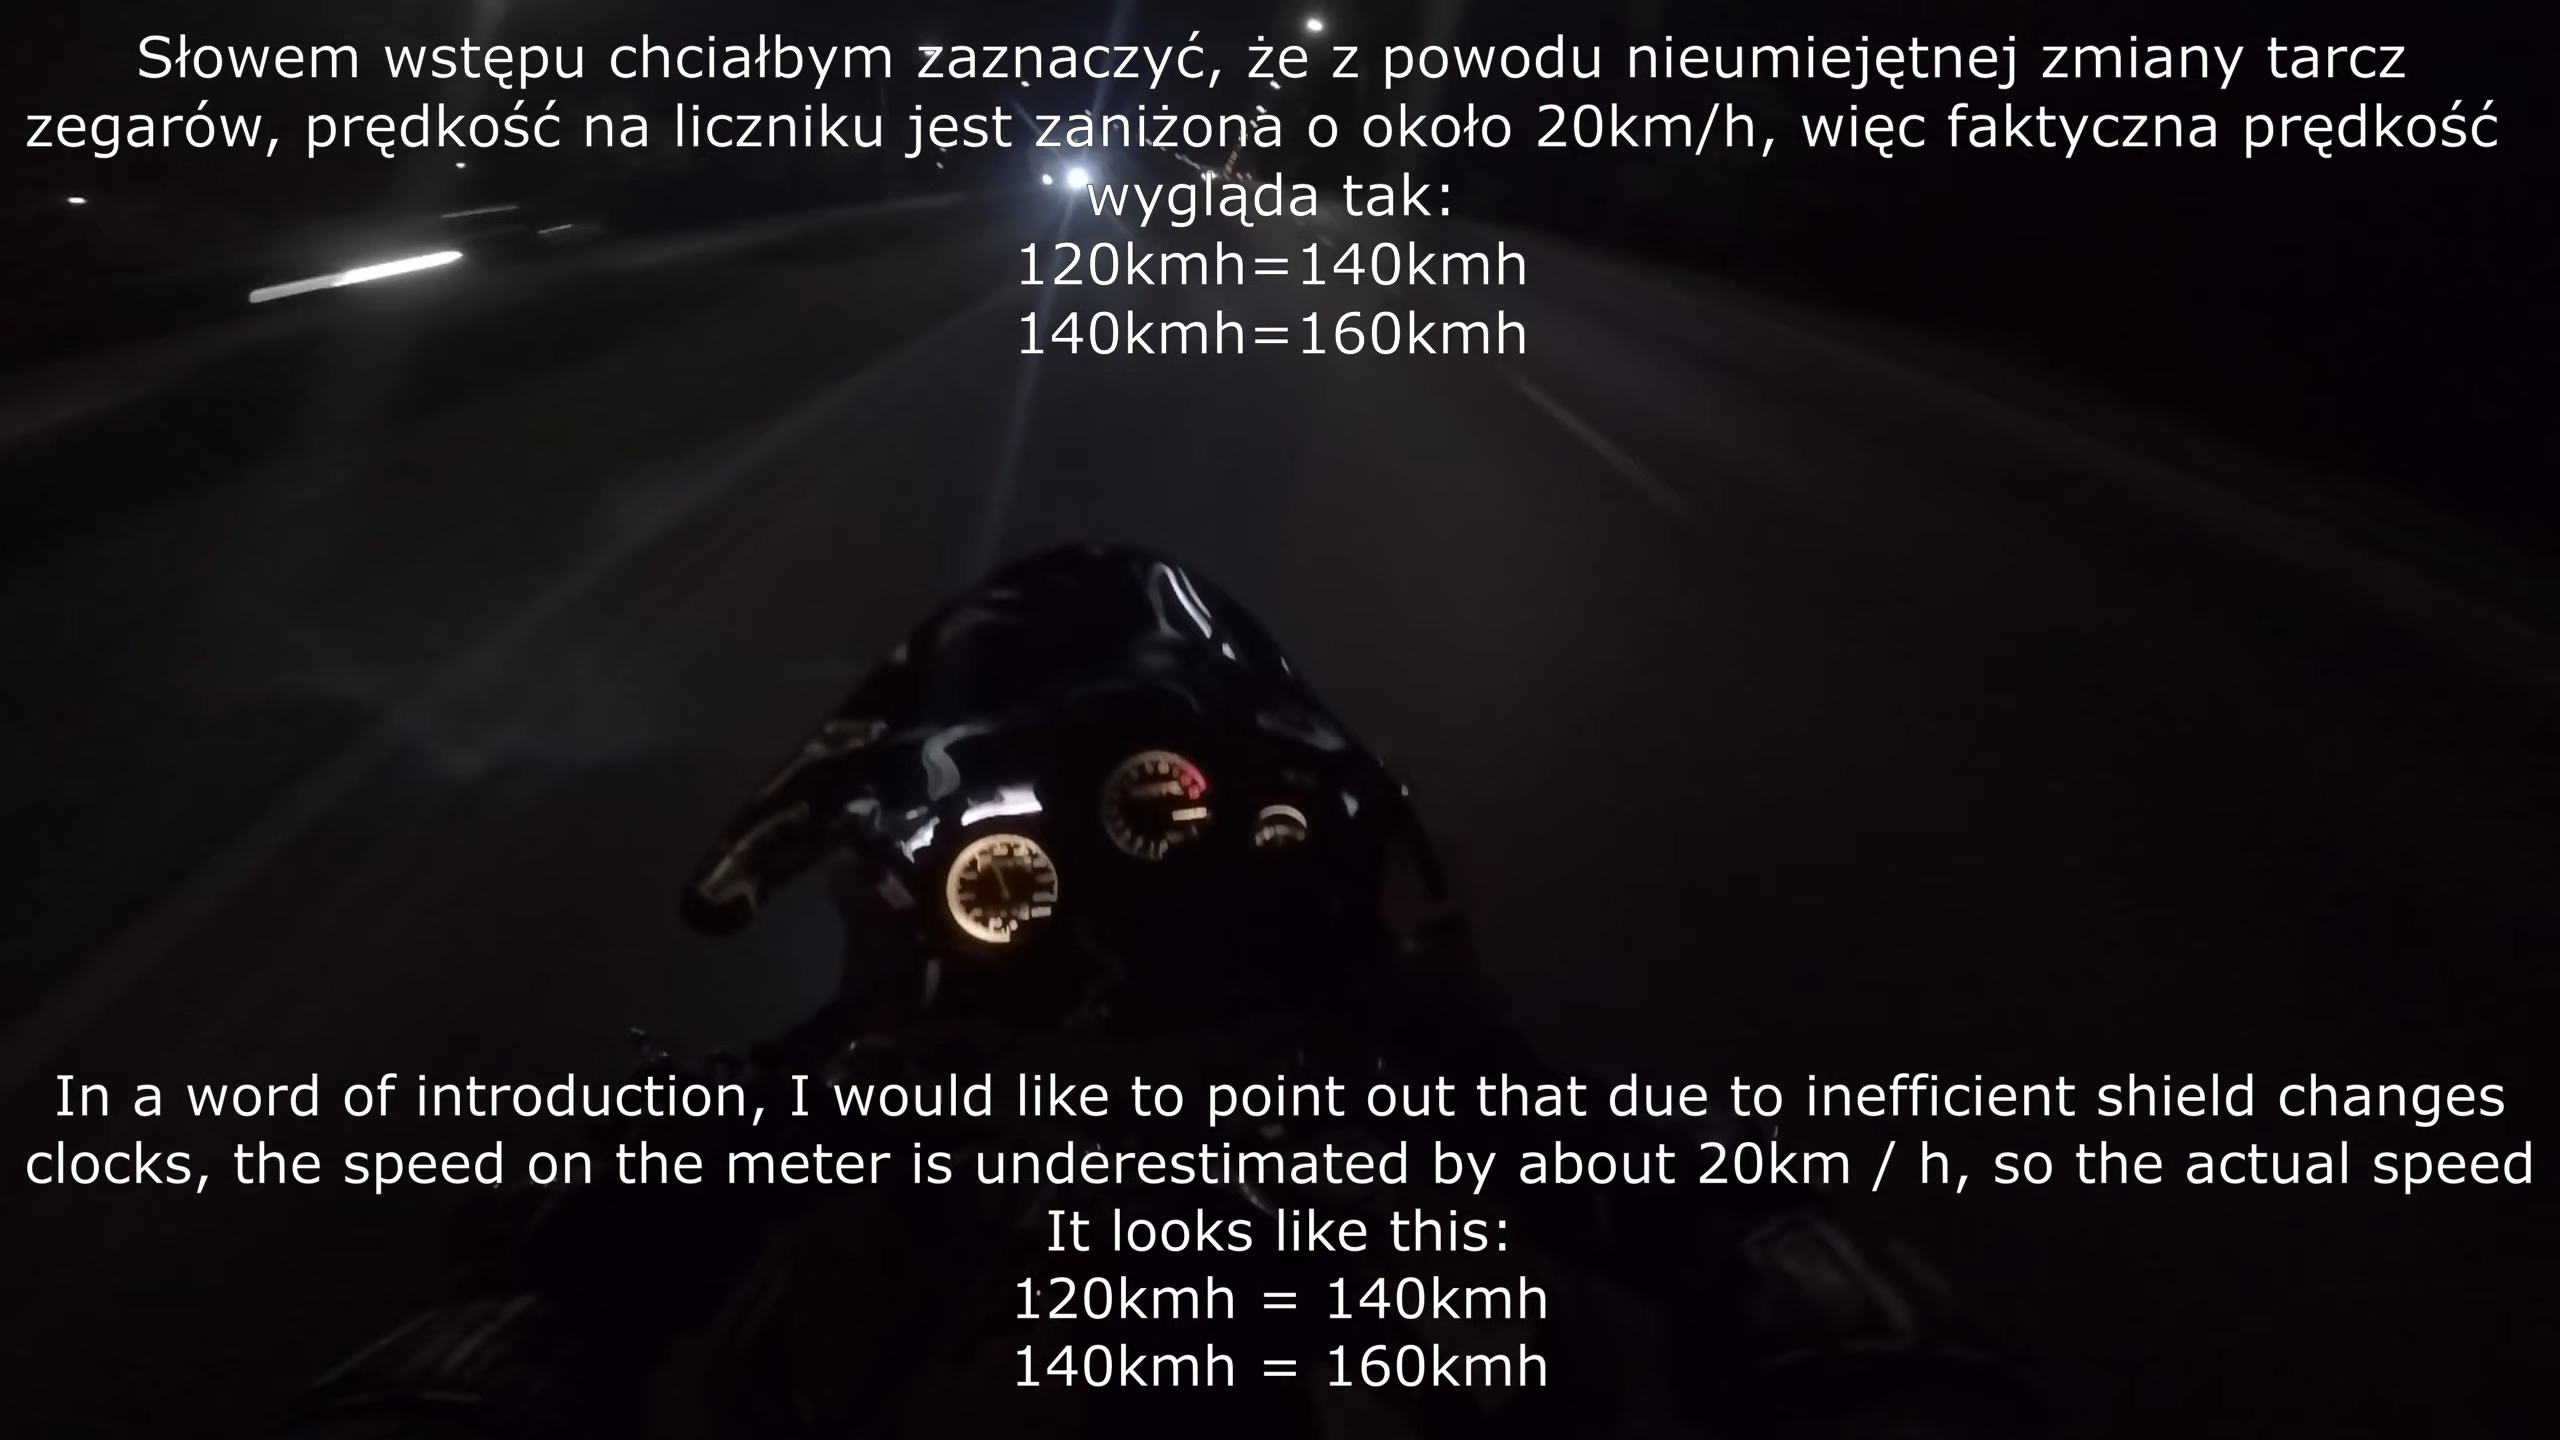 Słowem wstępu chciałbym zaznaczyć, że z powodu nieumiejętnej zmiany tarcz
zegarów, prędkość na liczniku jest zaniżona o około 20km/h, więc faktyczna prędkość
wygląda tak:
120kmh=140kmh
140kmh=160kmh
In a word of introduction, I would like to point out that due to inefficient shield changes
clocks, the speed on the meter is underestimated by about 20km / h, so the actual speed
It looks like this:
120kmh = 140kmh
140kmh = 160kmh